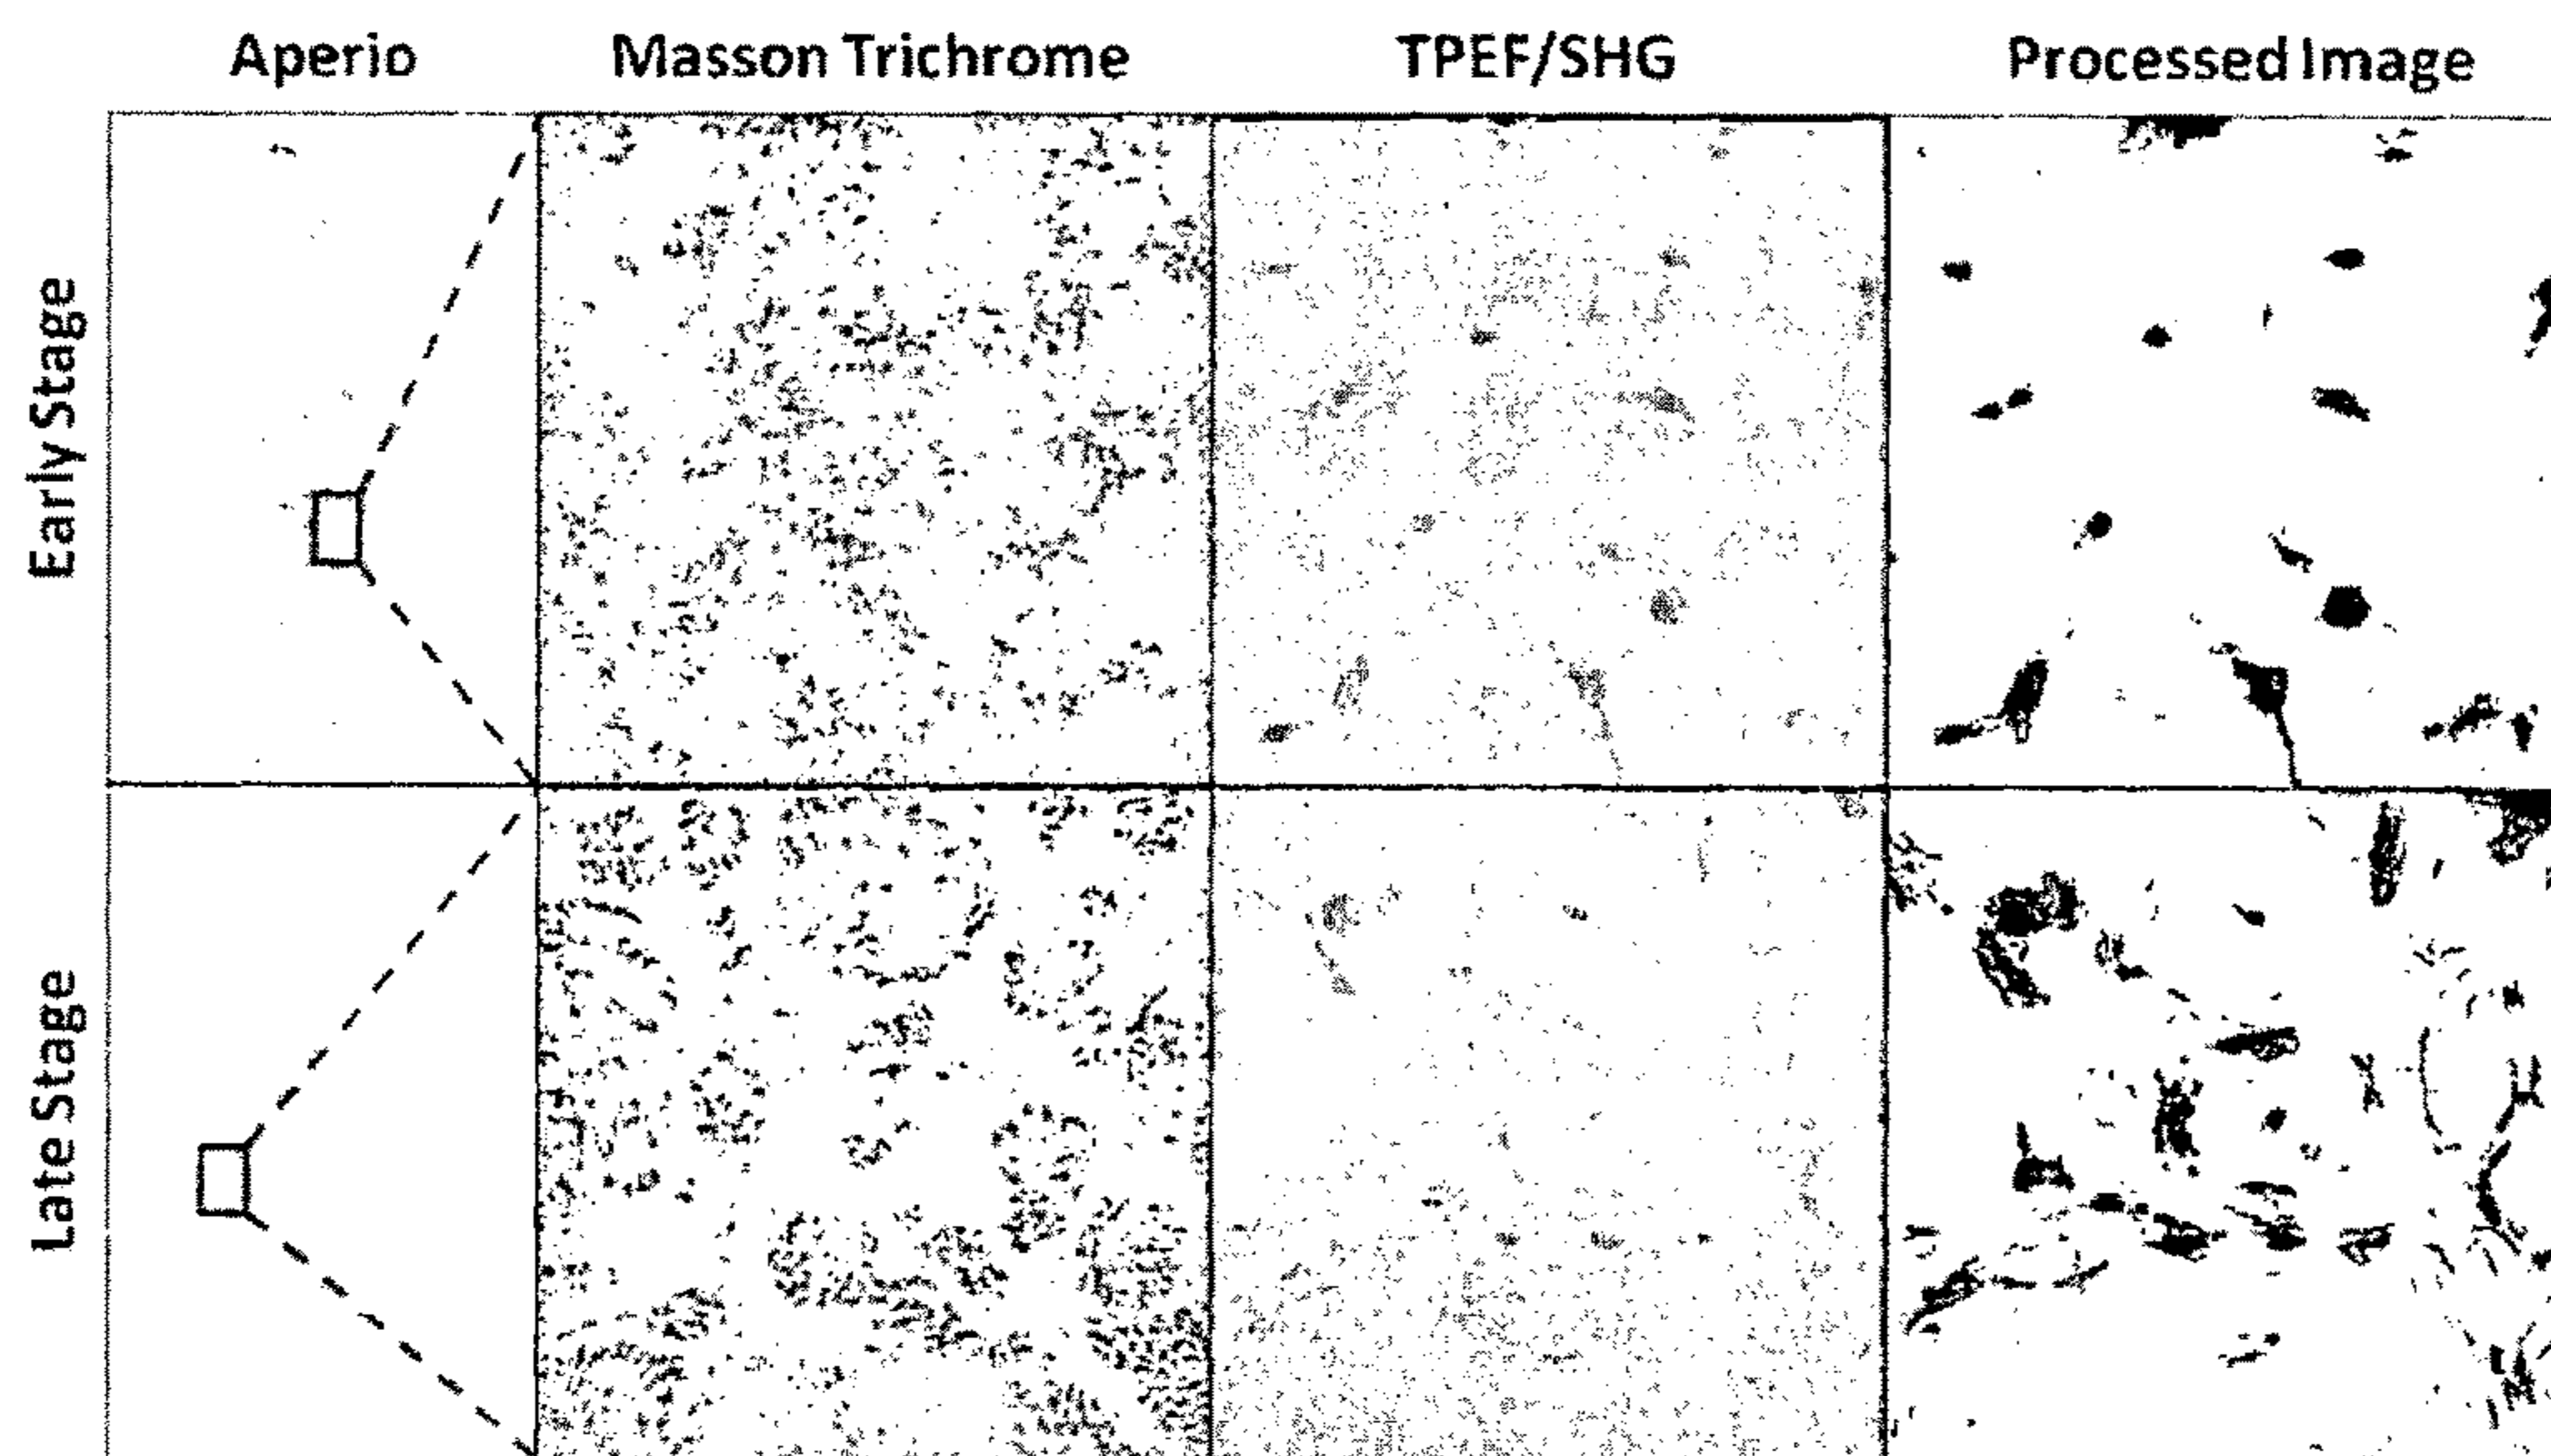 Aperio
Masson Trichrome
TPEF/SHG
Processed Image
Early Stage
Late Stage